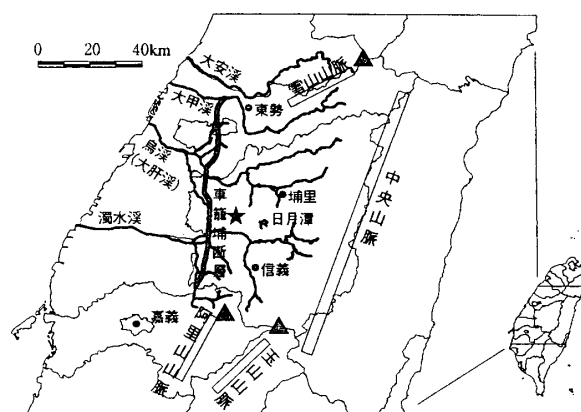 0 20 40km
大安溪
雪山山脈
大甲溪
東勢
烏溪
(大肚溪)
中央山脈
埔里
車籠埔断層
日月潭
濁水溪
信義
嘉義
阿里山山脈
玉山山脈